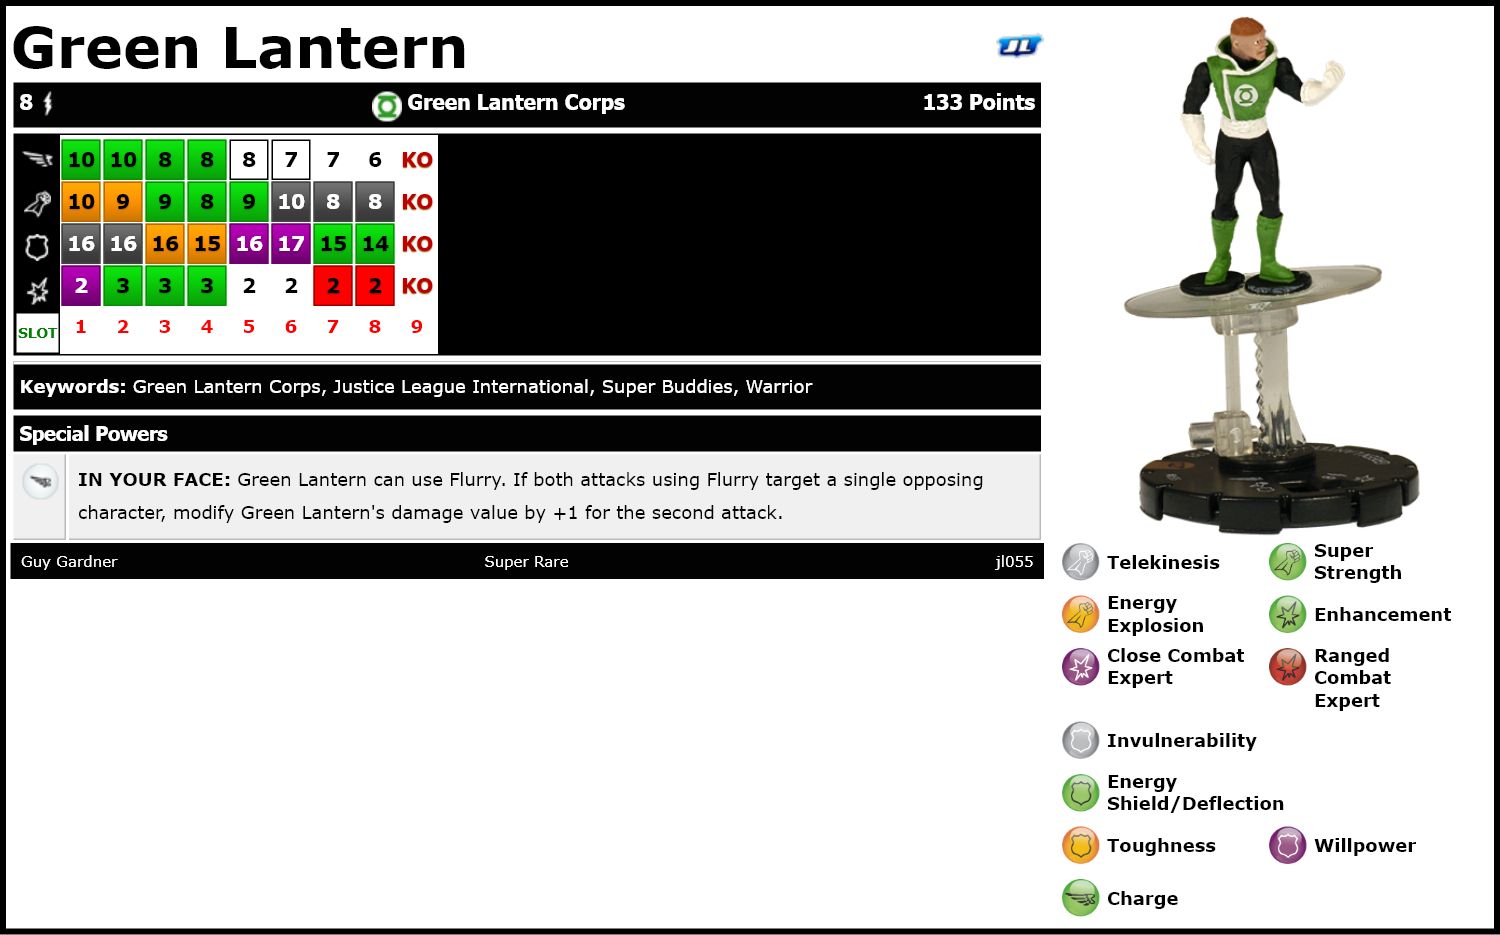 Green Lantern
JL
8 Green Lantern Corps 133 Points
10 10 8 8 8 7 7 6 KO
10 9 9 8 9 10 8 8 KO
16 16 16 15 16 17 15 14 KO
2 3 3 3 2 2 2 2 KO
SLOT 1 2 3 4 5 6 7 8 9
Keywords: Green Lantern Corps, Justice League International, Super Buddies, Warrior
Special Powers
IN YOUR FACE: Green Lantern can use Flurry. If both attacks using Flurry target a single opposing
character, modify Green Lantern's damage value by +1 for the second attack.
Guy Gardner Super Rare jl055
Telekinesis
Super
Strength
Energy
Explosion
Enhancement
Close Combat
Expert
Ranged
Combat
Expert
Invulnerability
Energy
Shield/Deflection
Toughness
Willpower
Charge